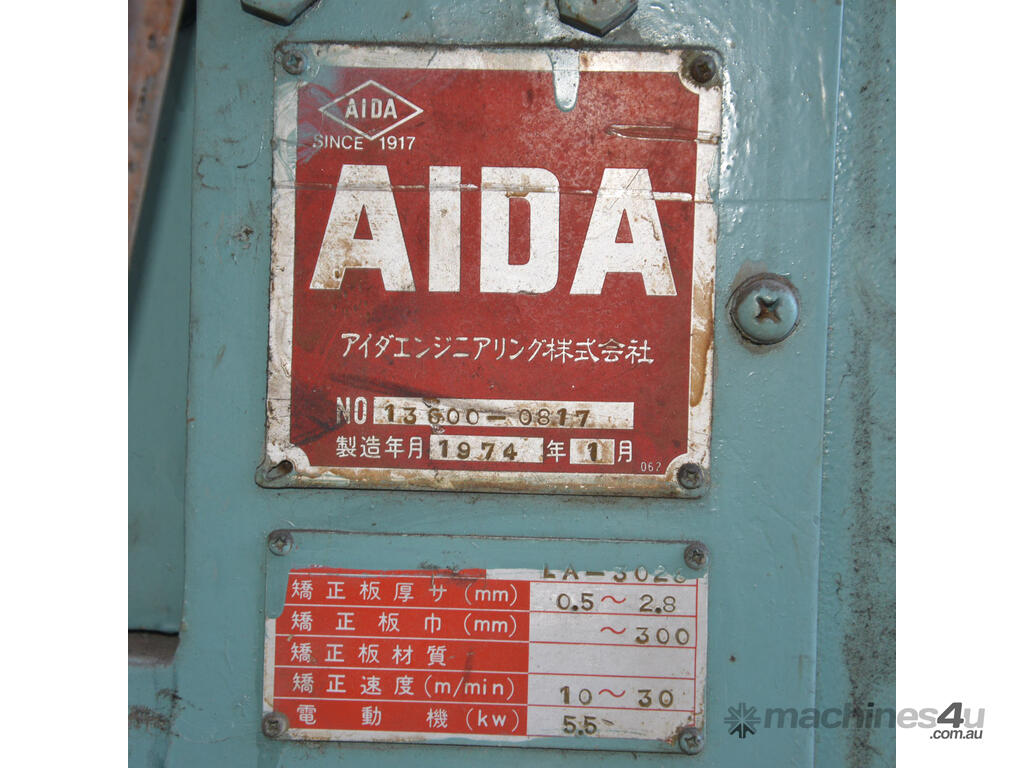 AIDA
SINCE 1917
AIDA
アイダエンジニアリング株式会社
NO 13600-0817
製造年月 1974 年 1 月
062
LA-3028
矯正板厚サ(mm) 0.5～2.8
矯正板巾(mm) ～300
矯正板材質
矯正速度(m/min) 10～30
電動機(kw) 5.5
machines4u
.com.au